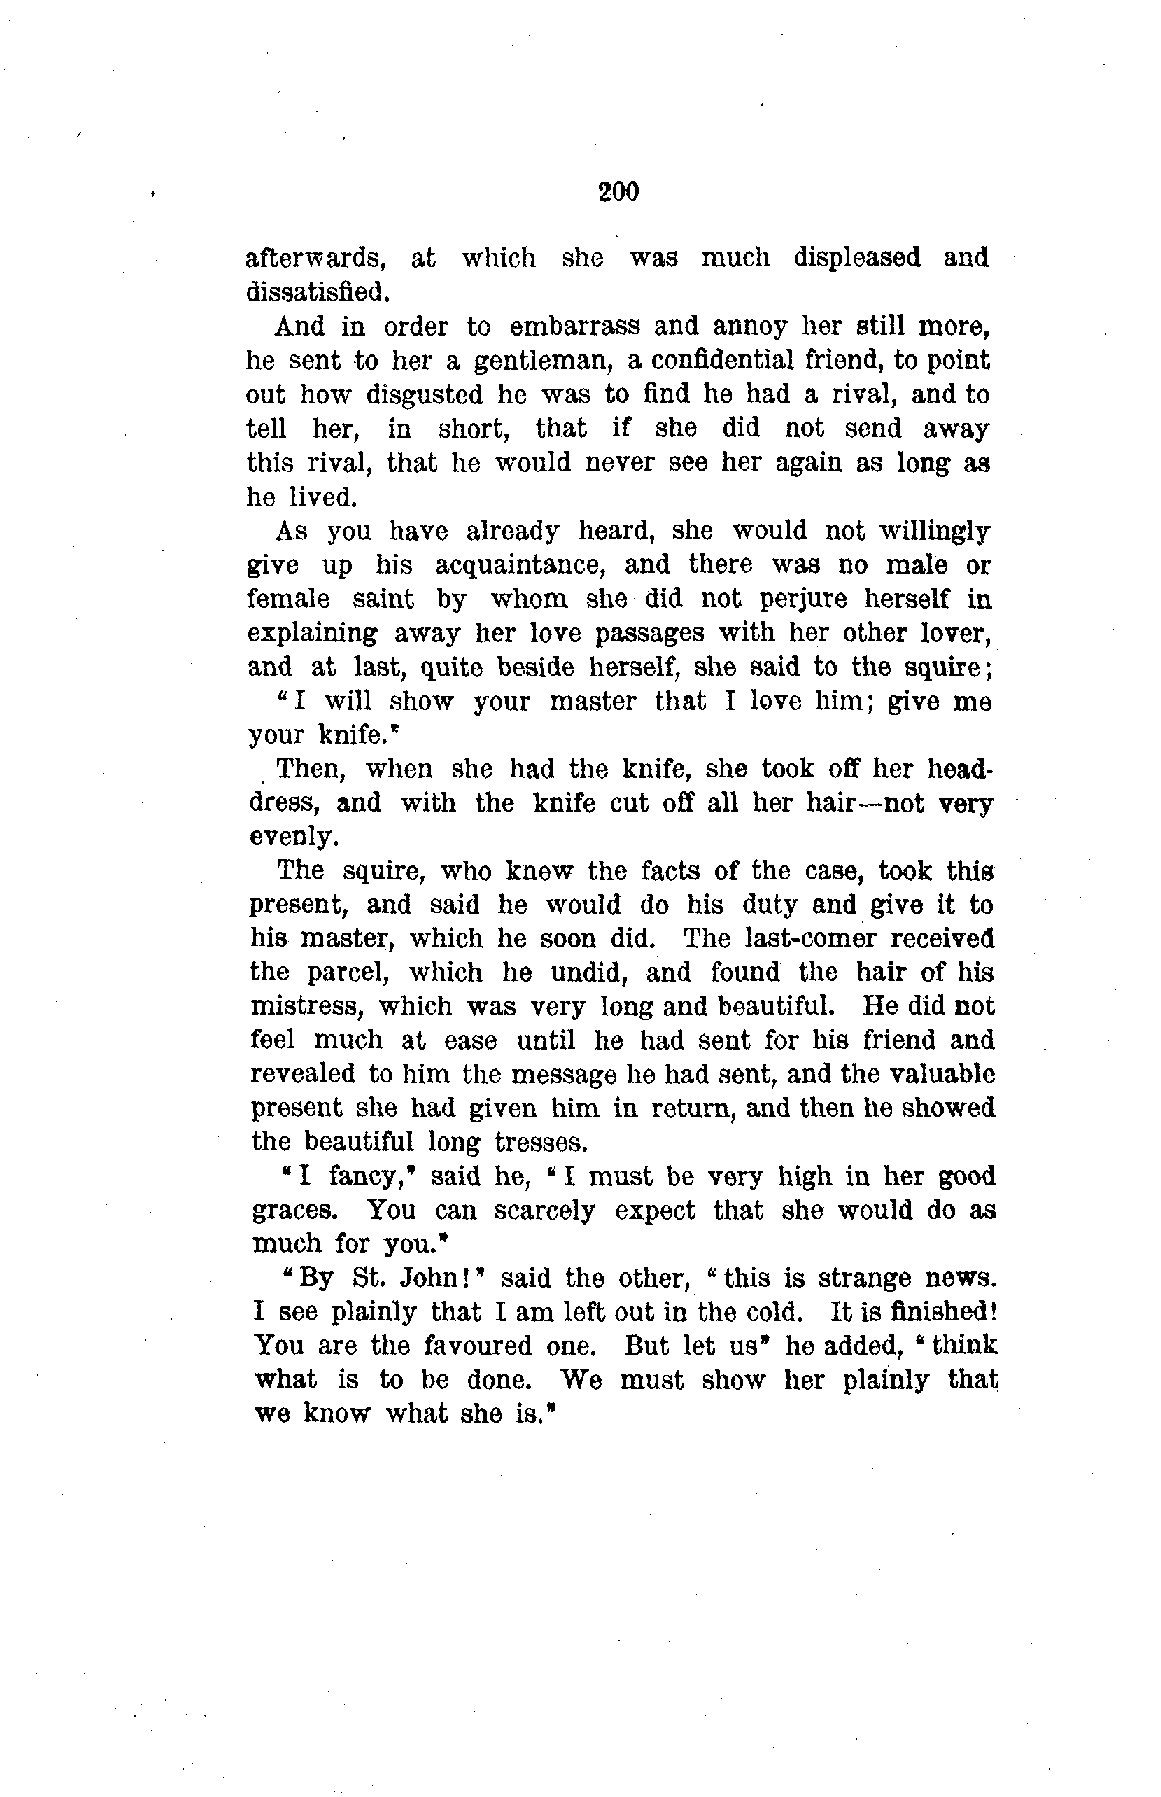 200
afterwards, at which she was much displeased and
dissatisfied.
And in order to embarrass and annoy her still more,
he sent to her a gentleman, a confidential friend, to point
out how disgusted he was to find he had a rival, and to
tell her, in short, that if she did not send away
this rival, that he would never see her again as long as
he lived.
As you have already heard, she would not willingly
give up his acquaintance, and there was no male or
female saint by whom she did not perjure herself in
explaining away her love passages with her other lover,
and at last, quite beside herself, she said to the squire;
“I will show your master that I love him; give me
your knife.”
Then, when she had the knife, she took off her head-
dress, and with the knife cut off all her hair—not very
evenly.
The squire, who knew the facts of the case, took this
present, and said he would do his duty and give it to
his master, which he soon did. The last-comer received
the parcel, which he undid, and found the hair of his
mistress, which was very long and beautiful. He did not
feel much at ease until he had sent for his friend and
revealed to him the message he had sent, and the valuable
present she had given him in return, and then he showed
the beautiful long tresses.
“I fancy,” said he, “I must be very high in her good
graces. You can scarcely expect that she would do as
much for you.”
“By St. John!” said the other, “this is strange news.
I see plainly that I am left out in the cold. It is finished!
You are the favoured one. But let us” he added, “think
what is to be done. We must show her plainly that
we know what she is.”